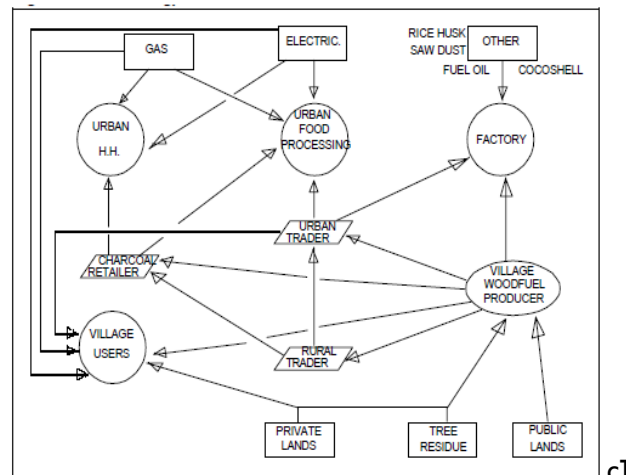 GAS
ELECTRIC.
RICE HUSK
SAW DUST
OTHER
FUEL OIL
COCOSHELL
URBAN
H.H.
URBAN
FOOD
PROCESSING
FACTORY
URBAN
TRADER
CHARCOAL
RETAILER
VILLAGE
WOODFUEL
PRODUCER
VILLAGE
USERS
RURAL
TRADER
PRIVATE
LANDS
TREE
RESIDUE
PUBLIC
LANDS